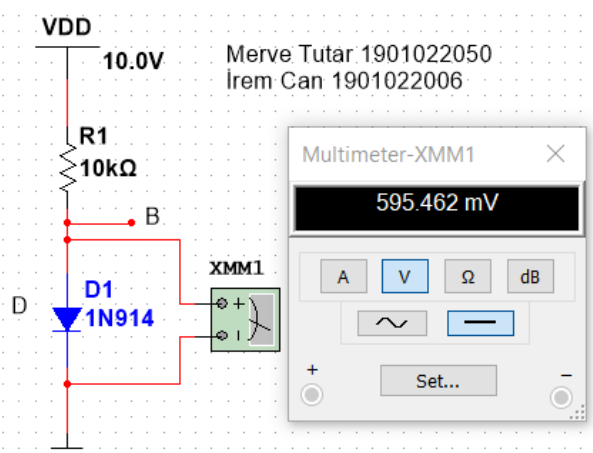 VDD
10.0V
Merve Tutar 1901022050
İrem Can 1901022006
R1
10kΩ
B
Multimeter-XMM1
595.462 mV
A V Ω dB
XMM1
D
D1
1N914
+
-
+
Set...